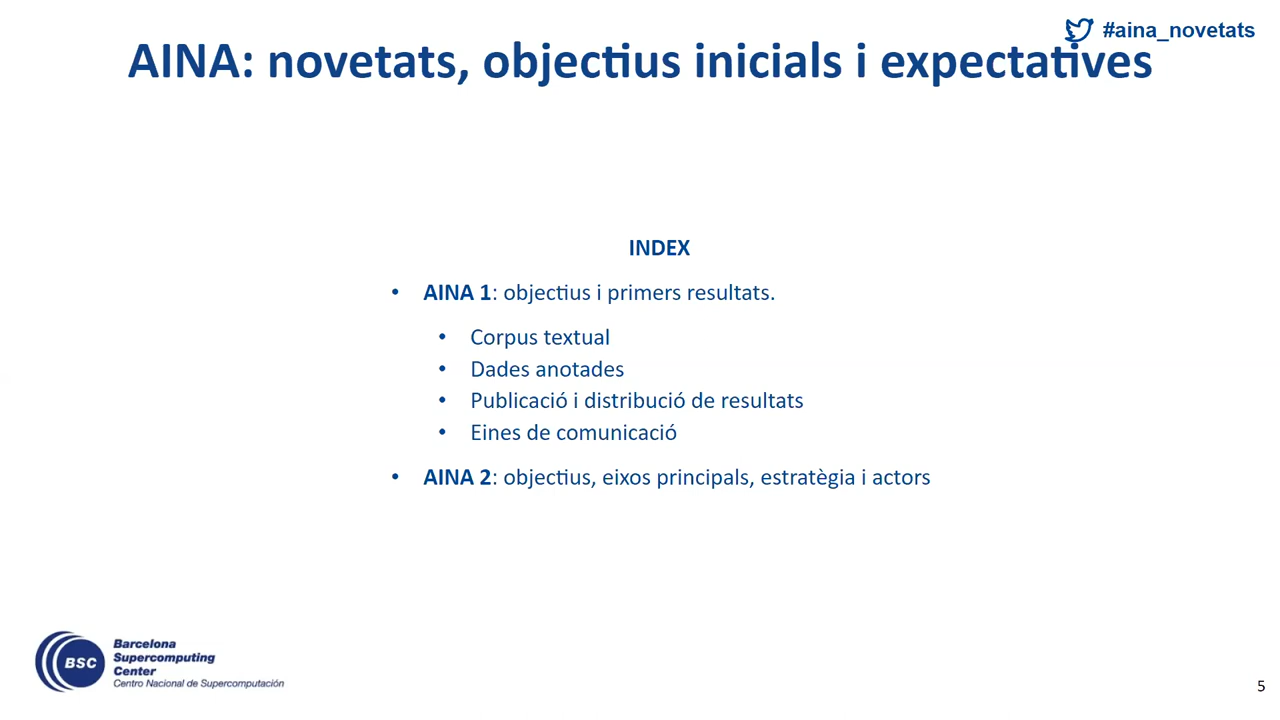 #aina_novetats
AINA: novetats, objectius inicials i expectatives
INDEX
• AINA 1: objectius i primers resultats.
• Corpus textual
• Dades anotades
• Publicació i distribució de resultats
• Eines de comunicació
• AINA 2: objectius, eixos principals, estratègia i actors
BSC
Barcelona
Supercomputing
Center
Centro Nacional de Supercomputación
5